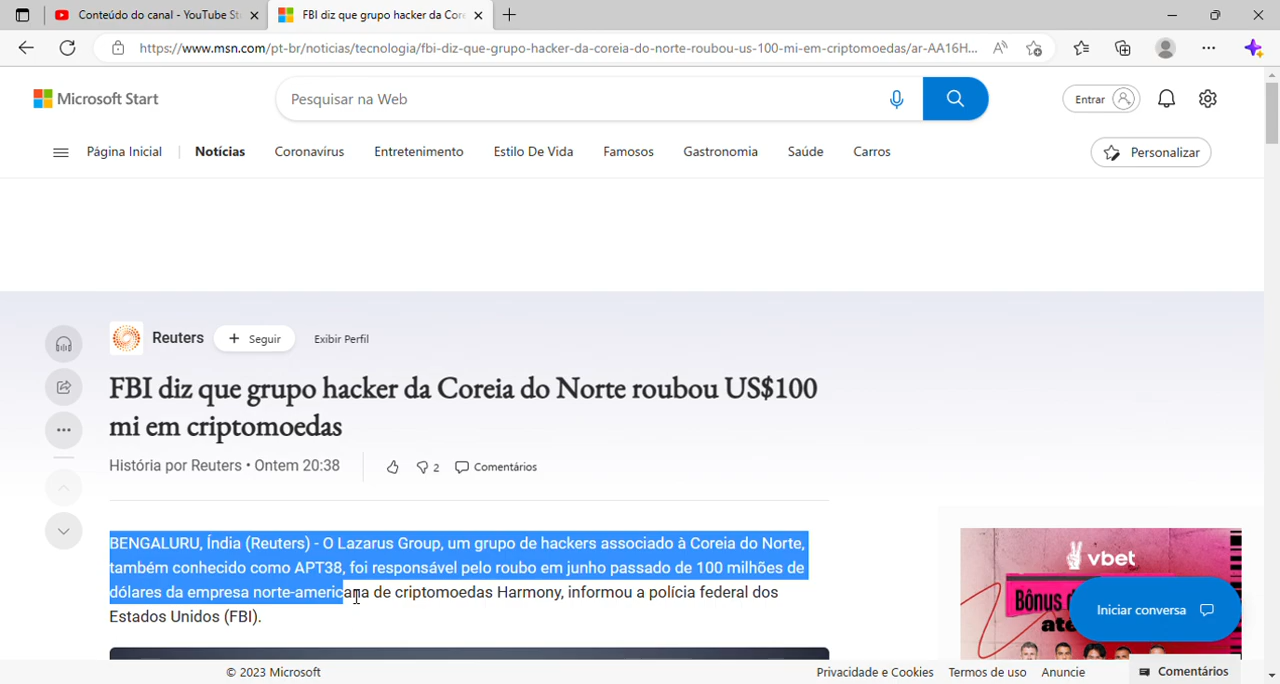 Conteúdo do canal - YouTube St
FBI diz que grupo hacker da Core
https://www.msn.com/pt-br/noticias/tecnologia/fbi-diz-que-grupo-hacker-da-coreia-do-norte-roubou-us-100-mi-em-criptomoedas/ar-AA16H...
Microsoft Start
Pesquisar na Web
Entrar
Página Inicial
Notícias
Coronavírus
Entretenimento
Estilo De Vida
Famosos
Gastronomia
Saúde
Carros
Personalizar
Reuters
+ Seguir
Exibir Perfil
FBI diz que grupo hacker da Coreia do Norte roubou US$100
mi em criptomoedas
História por Reuters • Ontem 20:38
2
Comentários
BENGALURU, Índia (Reuters) - O Lazarus Group, um grupo de hackers associado à Coreia do Norte,
também conhecido como APT38, foi responsável pelo roubo em junho passado de 100 milhões de
dólares da empresa norte-americana de criptomoedas Harmony, informou a polícia federal dos
Estados Unidos (FBI).
vbet
Bônus
até
Iniciar conversa
© 2023 Microsoft
Privacidade e Cookies
Termos de uso
Anuncie
Comentários